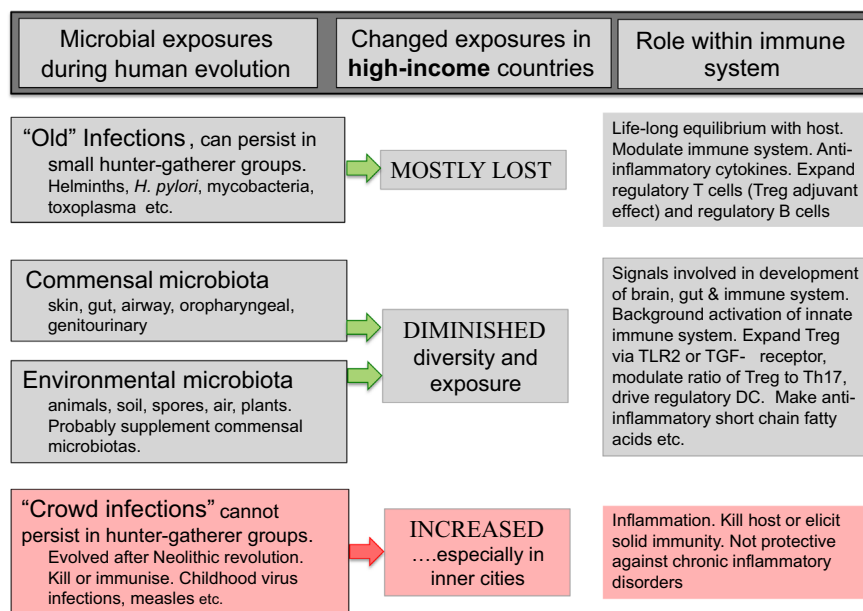 Microbial exposures
during human evolution
Changed exposures in
high-income countries
Role within immune
system
“Old” Infections , can persist in
small hunter-gatherer groups.
Helminths, H. pylori, mycobacteria,
toxoplasma etc.
MOSTLY LOST
Life-long equilibrium with host.
Modulate immune system. Anti-
inflammatory cytokines. Expand
regulatory T cells (Treg adjuvant
effect) and regulatory B cells
Commensal microbiota
skin, gut, airway, oropharyngeal,
genitourinary
Environmental microbiota
animals, soil, spores, air, plants.
Probably supplement commensal
microbiotas.
DIMINISHED
diversity and
exposure
Signals involved in development
of brain, gut & immune system.
Background activation of innate
immune system. Expand Treg
via TLR2 or TGF- receptor,
modulate ratio of Treg to Th17,
drive regulatory DC. Make anti-
inflammatory short chain fatty
acids etc.
“Crowd infections” cannot
persist in hunter-gatherer groups.
Evolved after Neolithic revolution.
Kill or immunise. Childhood virus
infections, measles etc.
INCREASED
….especially in
inner cities
Inflammation. Kill host or elicit
solid immunity. Not protective
against chronic inflammatory
disorders